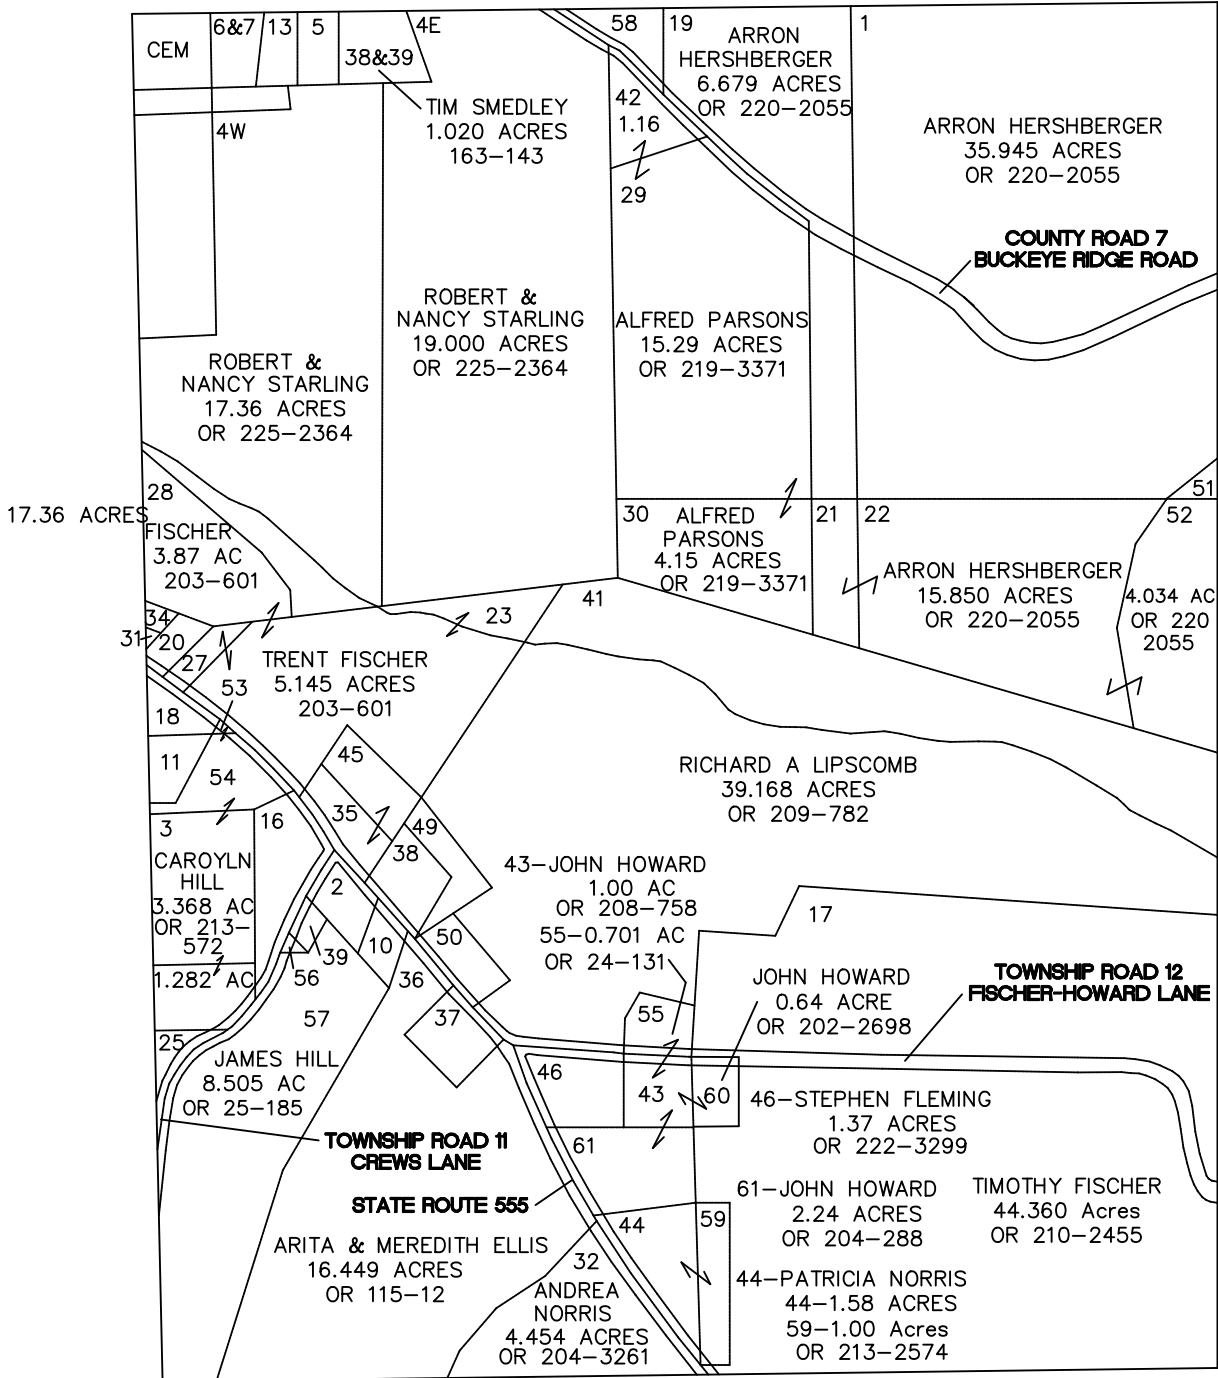 CEM
6&7
13
5
38&39
4E
58
19
1
ARRON
HERSHBERGER
6.679 ACRES
OR 220-2055
TIM SMEDLEY
1.020 ACRES
163-143
4W
42
1.16
29
ARRON HERSHBERGER
35.945 ACRES
OR 220-2055
COUNTY ROAD 7
BUCKEYE RIDGE ROAD
ROBERT &
NANCY STARLING
17.36 ACRES
OR 225-2364
ROBERT &
NANCY STARLING
19.000 ACRES
OR 225-2364
ALFRED PARSONS
15.29 ACRES
OR 219-3371
17.36 ACRES
28
FISCHER
3.87 AC
203-601
30
ALFRED
PARSONS
4.15 ACRES
OR 219-3371
21
22
51
52
ARRON HERSHBERGER
15.850 ACRES
OR 220-2055
4.034 AC
OR 220
2055
34
31
20
27
53
23
41
TRENT FISCHER
5.145 ACRES
203-601
18
11
54
45
35
49
38
RICHARD A LIPSCOMB
39.168 ACRES
OR 209-782
3
16
CAROYLN
HILL
3.368 AC
OR 213-
572
1.282 AC
2
39
10
56
36
50
57
37
25
43-JOHN HOWARD
1.00 AC
OR 208-758
55-0.701 AC
OR 24-131
17
JOHN HOWARD
0.64 ACRE
OR 202-2698
TOWNSHIP ROAD 12
FISCHER-HOWARD LANE
55
JAMES HILL
8.505 AC
OR 25-185
46
43
60
46-STEPHEN FLEMING
1.37 ACRES
OR 222-3299
TOWNSHIP ROAD 11
CREWS LANE
61
STATE ROUTE 555
61-JOHN HOWARD
2.24 ACRES
OR 204-288
TIMOTHY FISCHER
44.360 Acres
OR 210-2455
ARITA & MEREDITH ELLIS
16.449 ACRES
OR 115-12
44
59
32
ANDREA
NORRIS
4.454 ACRES
OR 204-3261
44-PATRICIA NORRIS
44-1.58 ACRES
59-1.00 Acres
OR 213-2574